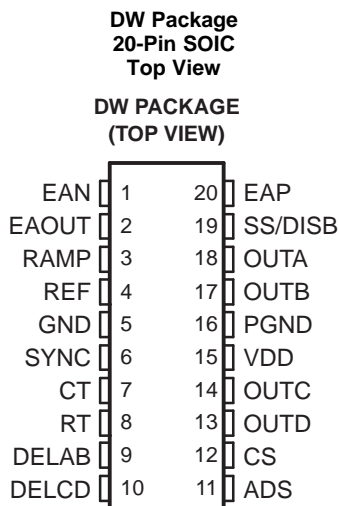 DW Package
20-Pin SOIC
Top View
DW PACKAGE
(TOP VIEW)
EAN 1 20 EAP
EAOUT 2 19 SS/DISB
RAMP 3 18 OUTA
REF 4 17 OUTB
GND 5 16 PGND
SYNC 6 15 VDD
CT 7 14 OUTC
RT 8 13 OUTD
DELAB 9 12 CS
DELCD 10 11 ADS